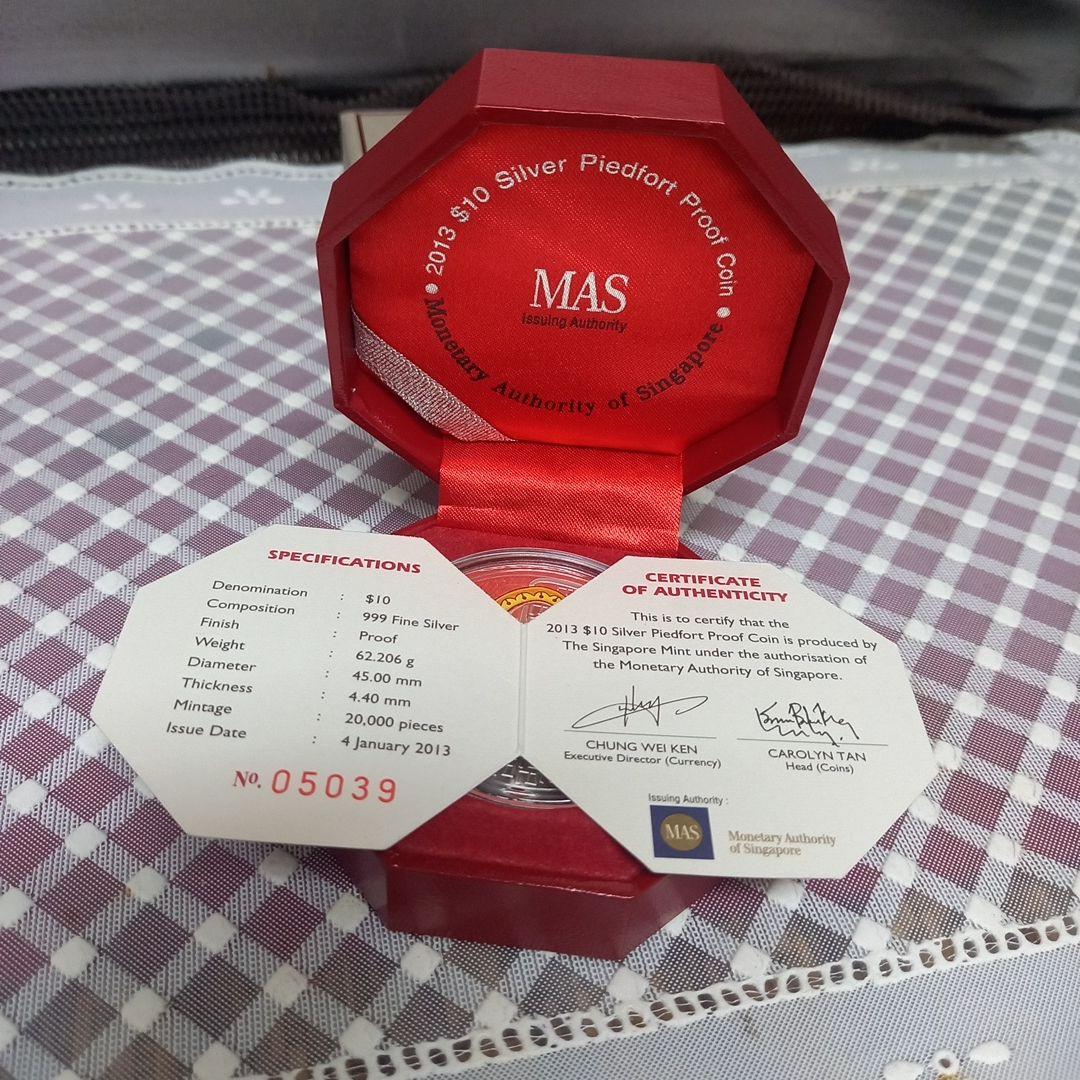 2013 $10 Silver Piedfort Proof Coin
MAS
Issuing Authority
Monetary Authority of Singapore
SPECIFICATIONS
Denomination : $10
Composition : 999 Fine Silver
Finish : Proof
Weight : 62.206 g
Diameter : 45.00 mm
Thickness : 4.40 mm
Mintage : 20,000 pieces
Issue Date : 4 January 2013
No. 05039
CERTIFICATE
OF AUTHENTICITY
This is to certify that the
2013 $10 Silver Piedfort Proof Coin is produced by
The Singapore Mint under the authorisation of
the Monetary Authority of Singapore.
CHUNG WEI KEN
Executive Director (Currency)
CAROLYN TAN
Head (Coins)
Issuing Authority :
MAS
Monetary Authority
of Singapore